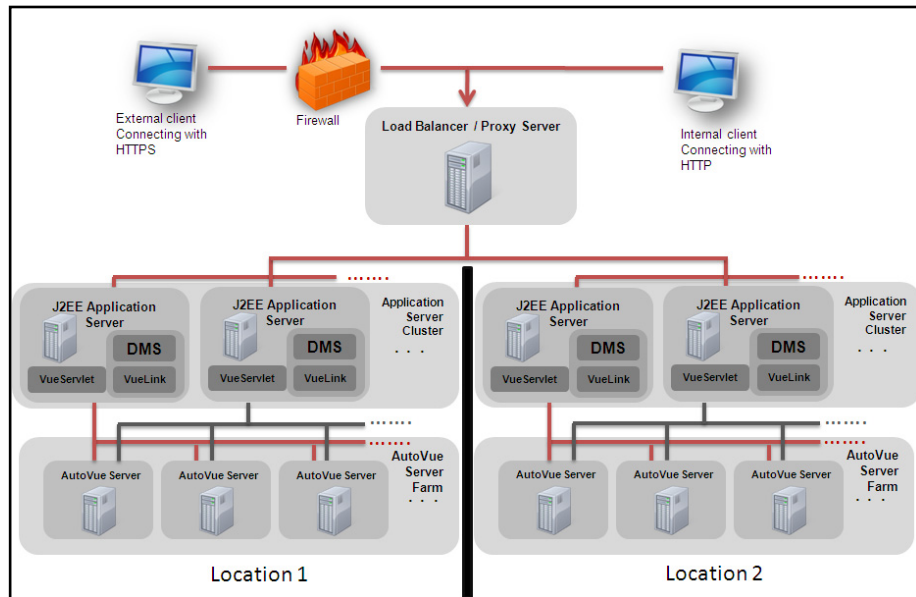 External client
Connecting with
HTTPS
Firewall
Load Balancer / Proxy Server
Internal client
Connecting with
HTTP
J2EE Application
Server
DMS
VueServlet
VueLink
J2EE Application
Server
DMS
VueServlet
VueLink
Application
Server
Cluster
. . .
AutoVue Server
AutoVue Server
AutoVue Server
AutoVue
Server
Farm
. . .
Location 1
J2EE Application
Server
DMS
VueServlet
VueLink
J2EE Application
Server
DMS
VueServlet
VueLink
Application
Server
Cluster
. . .
AutoVue Server
AutoVue Server
AutoVue Server
AutoVue
Server
Farm
. . .
Location 2